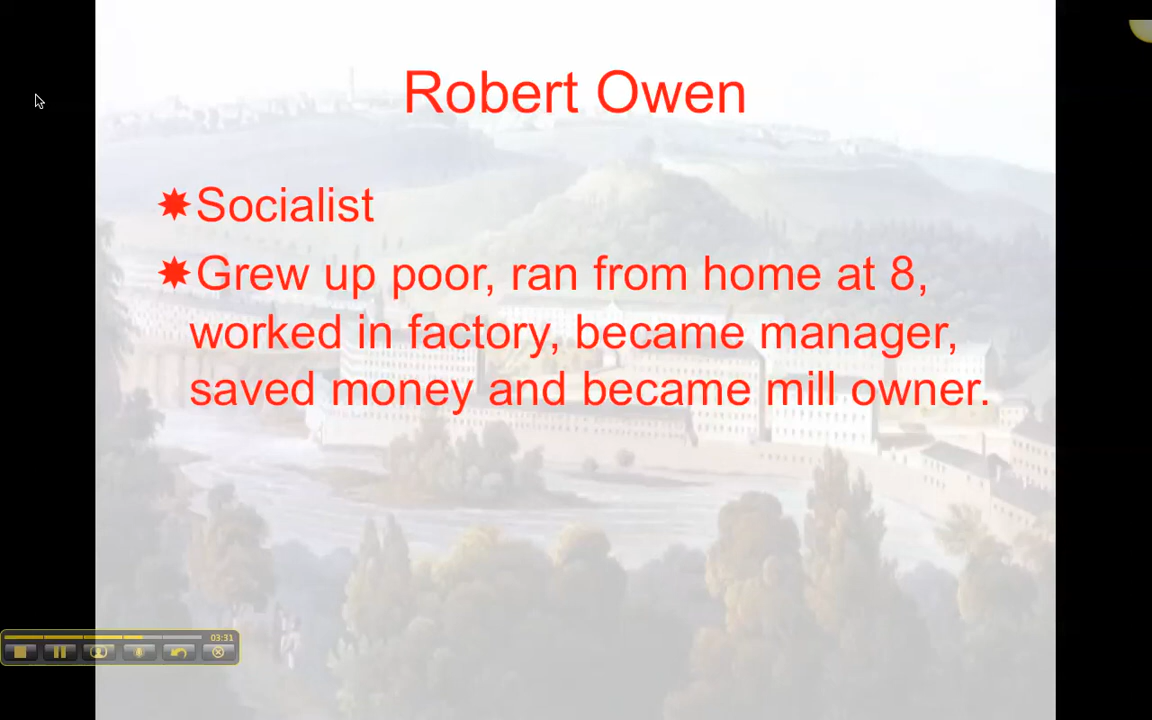 Robert Owen
✷Socialist
✷Grew up poor, ran from home at 8,
worked in factory, became manager,
saved money and became mill owner.
03:31